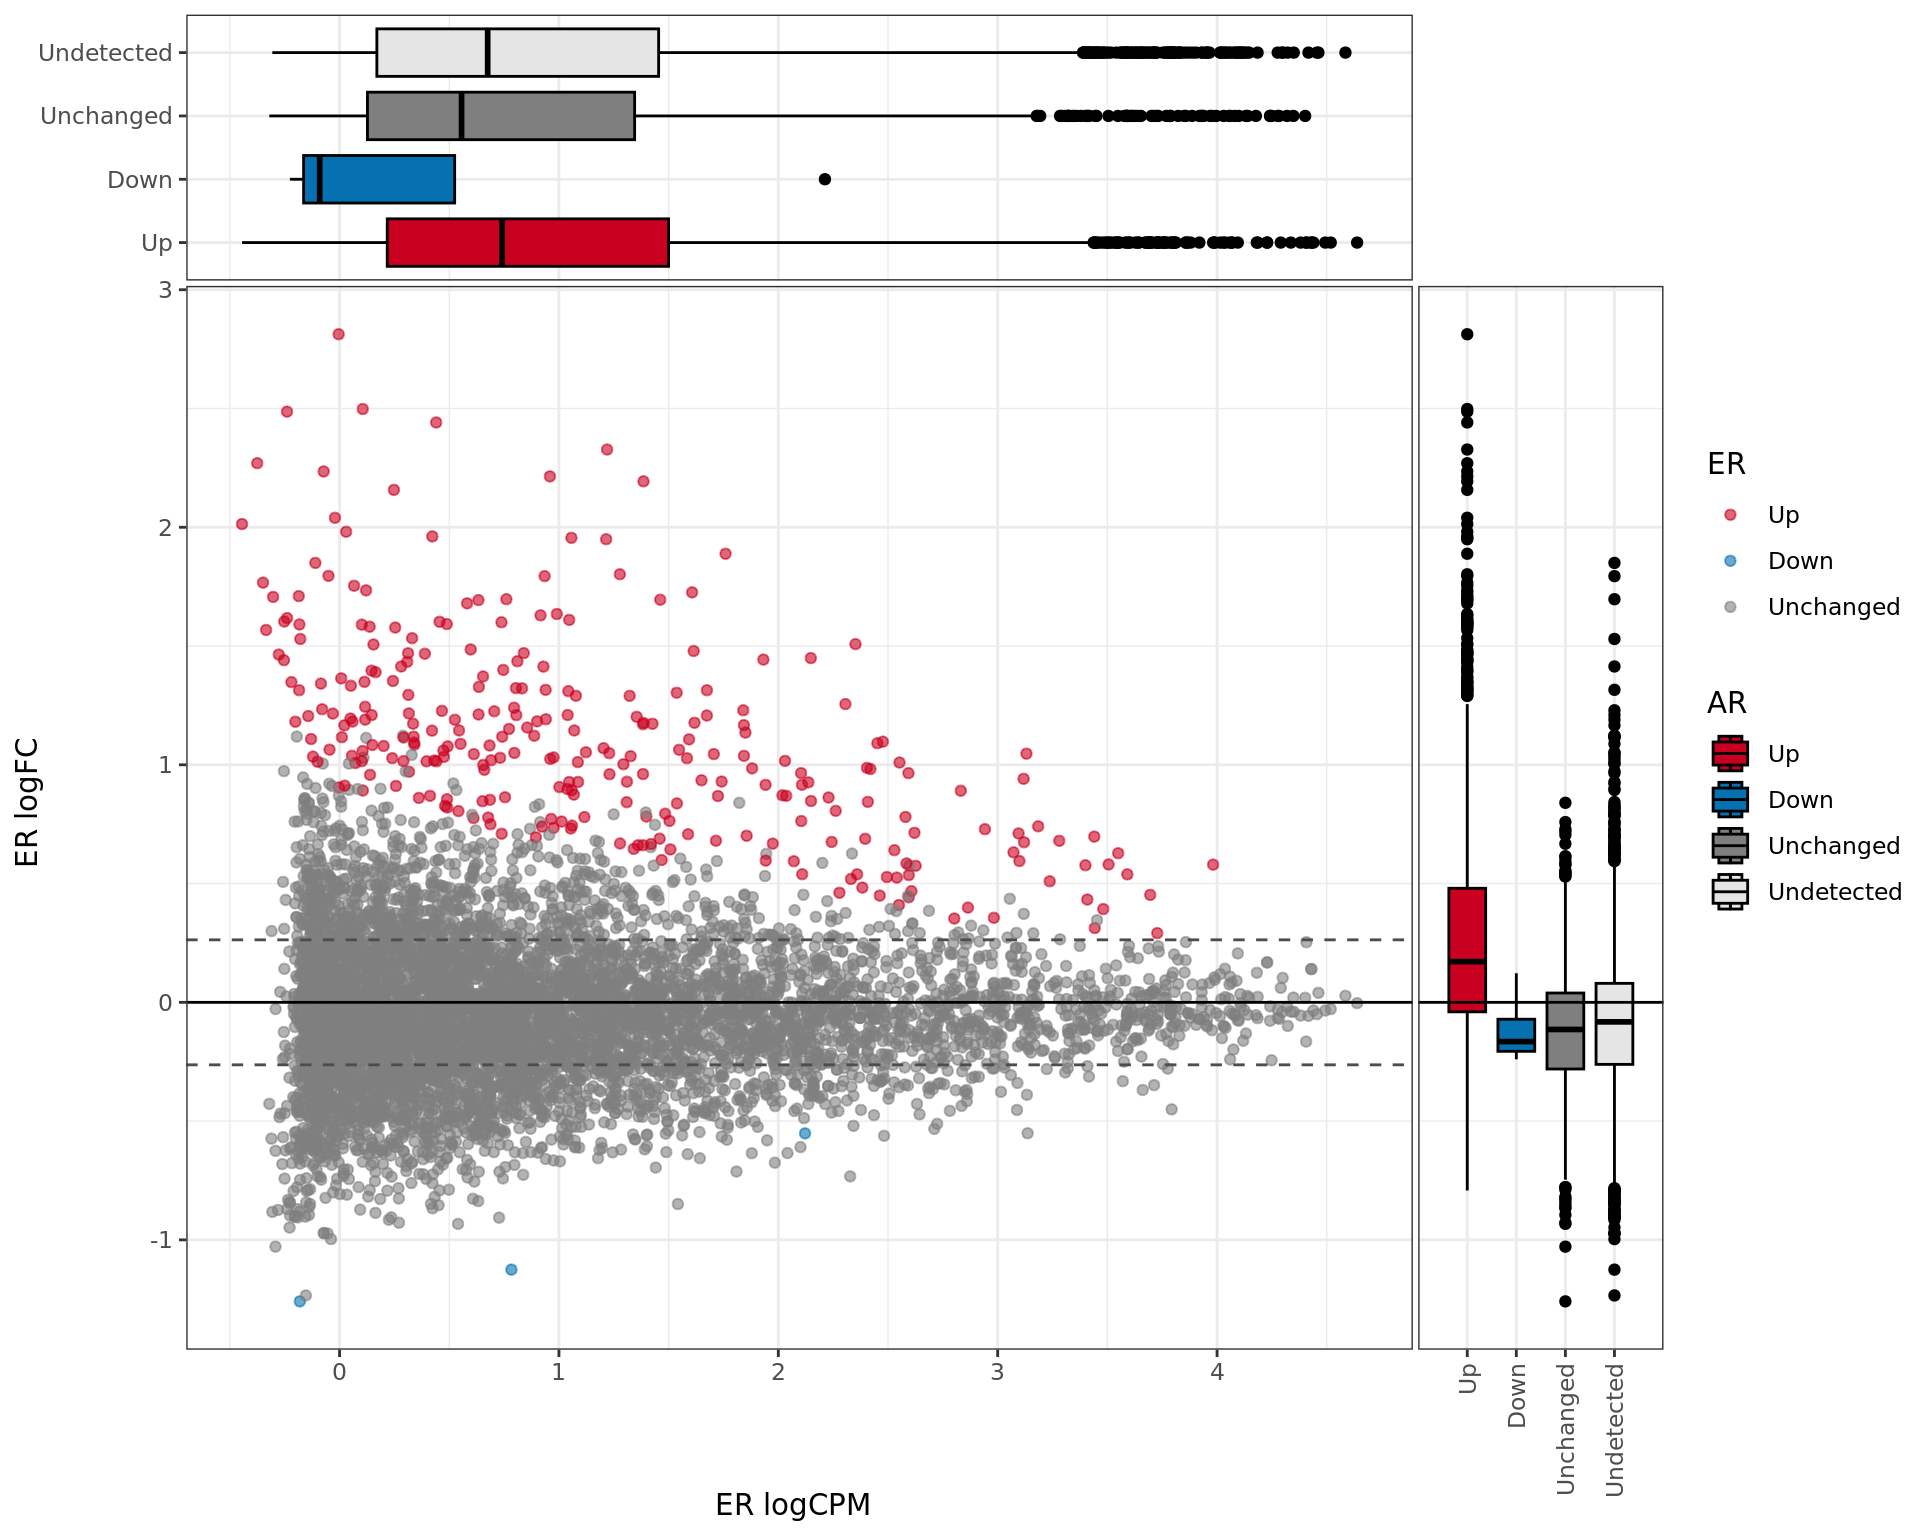 Undetected
Unchanged
Down
Up
3
2
1
0
-1
ER logFC
0
1
2
3
4
ER logCPM
Up
Down
Unchanged
Undetected
ER
Up
Down
Unchanged
AR
Up
Down
Unchanged
Undetected